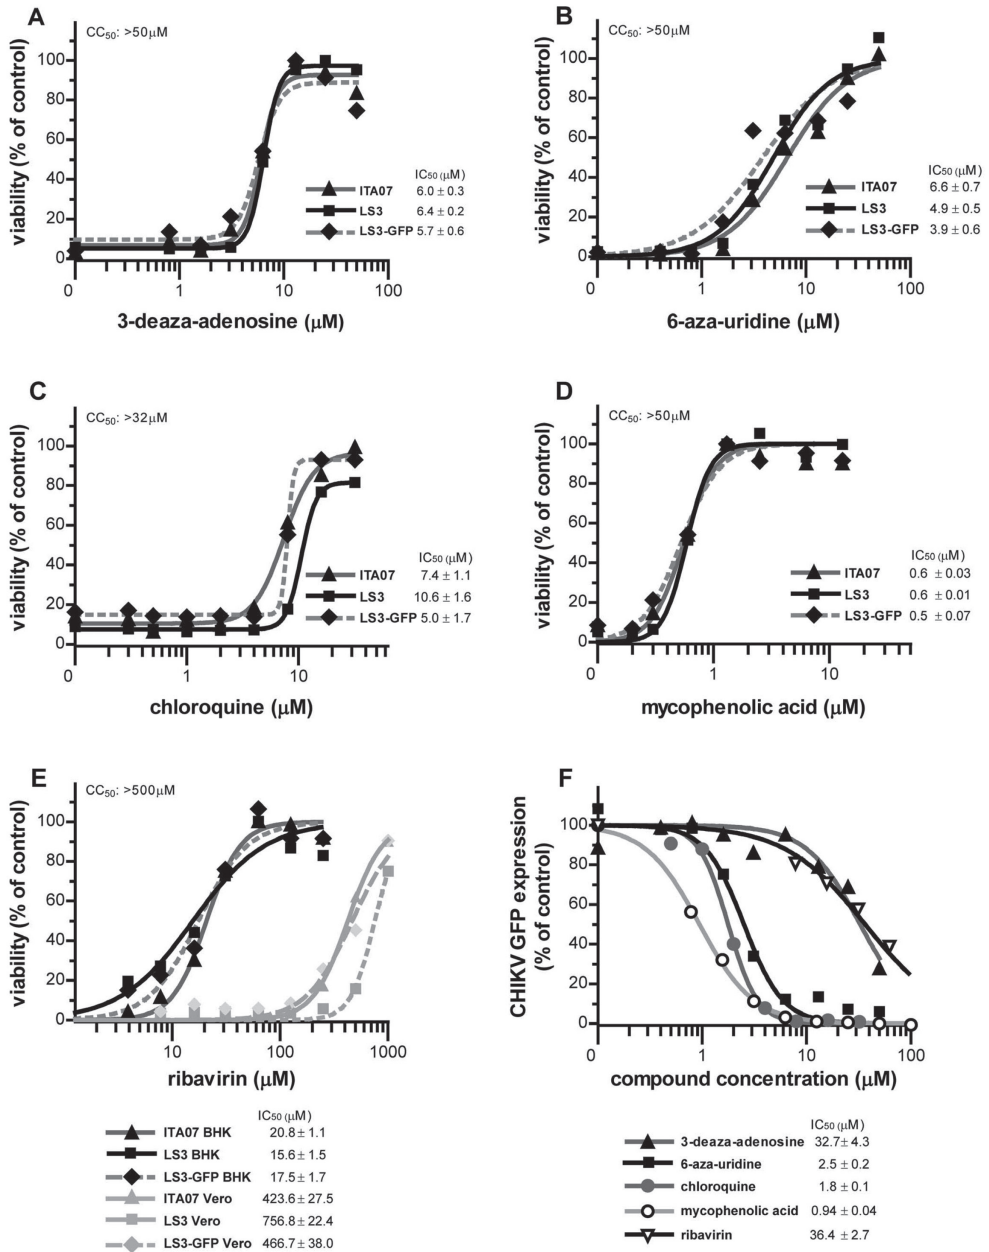 A
CC50: >50μM
viability (% of control)
100
80
60
40
20
0
0 1 10 100
3-deaza-adenosine (μM)
IC50 (μM)
ITA07 6.0 ± 0.3
LS3 6.4 ± 0.2
LS3-GFP 5.7 ± 0.6
B
CC50: >50μM
viability (% of control)
100
80
60
40
20
0
0 1 10 100
6-aza-uridine (μM)
IC50 (μM)
ITA07 6.6 ± 0.7
LS3 4.9 ± 0.5
LS3-GFP 3.9 ± 0.6
C
CC50: >32μM
viability (% of control)
100
80
60
40
20
0
0 1 10
chloroquine (μM)
IC50 (μM)
ITA07 7.4 ± 1.1
LS3 10.6 ± 1.6
LS3-GFP 5.0 ± 1.7
D
CC50: >50μM
viability (% of control)
100
80
60
40
20
0
0 1 10
mycophenolic acid (μM)
IC50 (μM)
ITA07 0.6 ± 0.03
LS3 0.6 ± 0.01
LS3-GFP 0.5 ± 0.07
E
CC50: >500μM
viability (% of control)
100
80
60
40
20
0
10 100 1000
ribavirin (μM)
IC50 (μM)
ITA07 BHK 20.8 ± 1.1
LS3 BHK 15.6 ± 1.5
LS3-GFP BHK 17.5 ± 1.7
ITA07 Vero 423.6 ± 27.5
LS3 Vero 756.8 ± 22.4
LS3-GFP Vero 466.7 ± 38.0
F
CHIKV GFP expression
(% of control)
100
80
60
40
20
0
0 1 10 100
compound concentration (μM)
IC50 (μM)
3-deaza-adenosine 32.7 ± 4.3
6-aza-uridine 2.5 ± 0.2
chloroquine 1.8 ± 0.1
mycophenolic acid 0.94 ± 0.04
ribavirin 36.4 ± 2.7